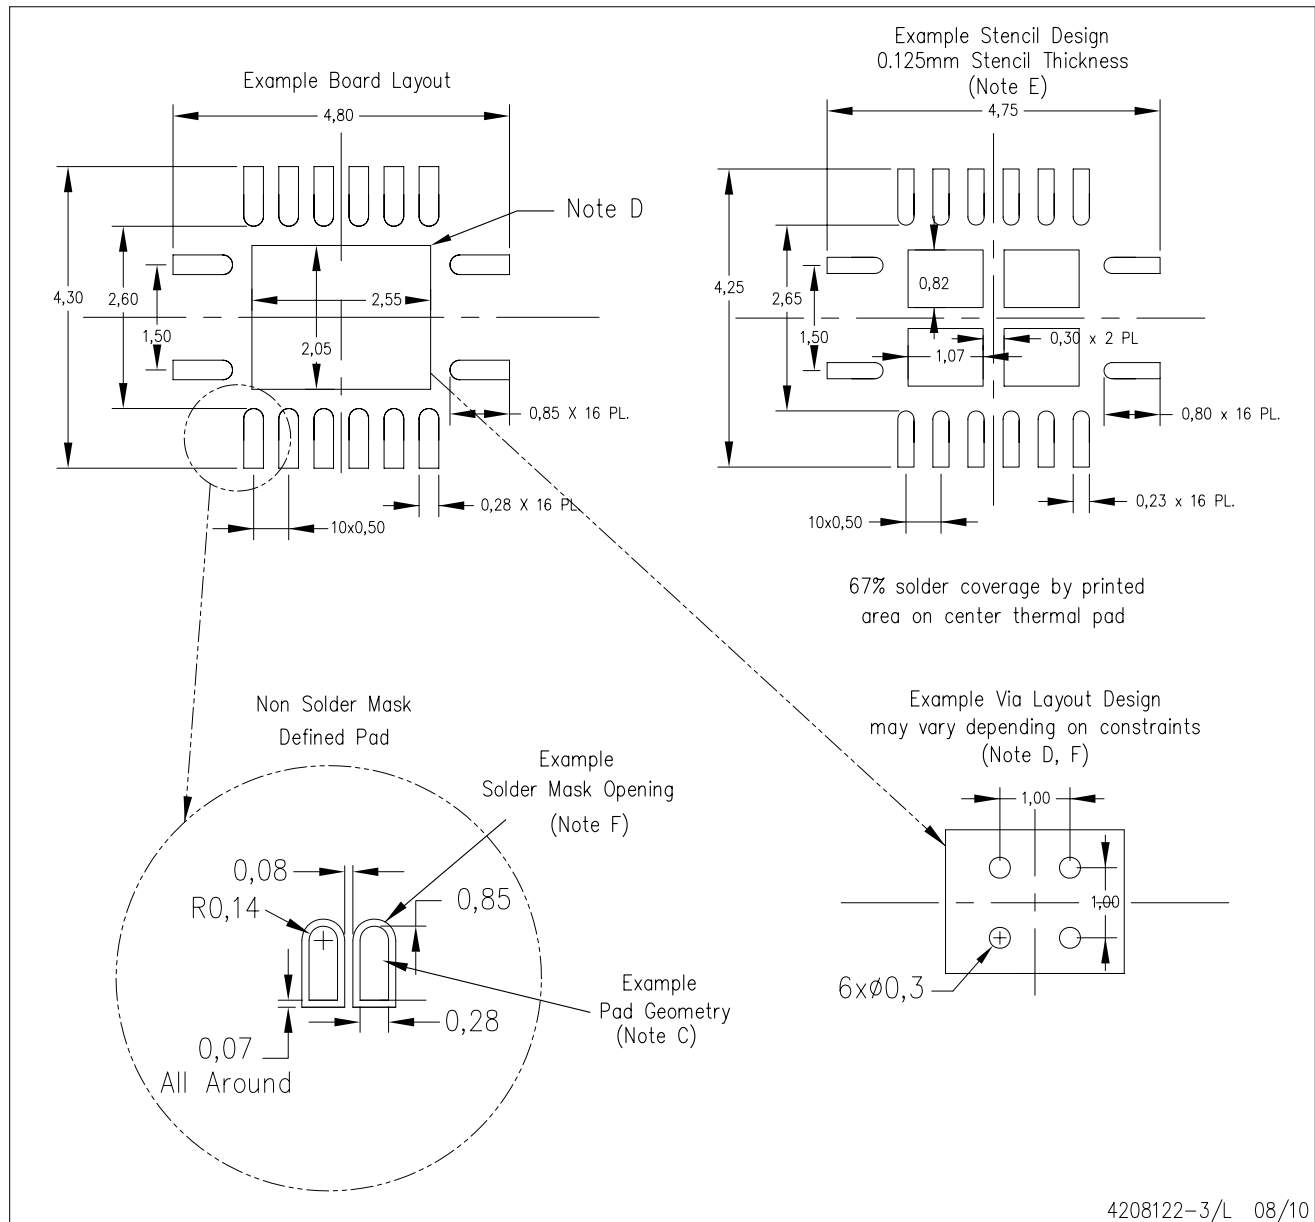 Example Board Layout
4,80
Note D
4,30
2,60
1,50
2,55
2,05
0,85 X 16 PL.
0,28 X 16 PL
10x0,50
Example Stencil Design
0.125mm Stencil Thickness
(Note E)
4,75
4,25
2,65
1,50
0,82
0,30 x 2 PL
1,07
0,80 x 16 PL.
0,23 x 16 PL.
10x0,50
67% solder coverage by printed
area on center thermal pad
Non Solder Mask
Defined Pad
Example
Solder Mask Opening
(Note F)
0,08
R0,14
0,85
Example
Pad Geometry
(Note C)
0,28
0,07
All Around
Example Via Layout Design
may vary depending on constraints
(Note D, F)
1,00
1,00
6xø0,3
4208122-3/L 08/10